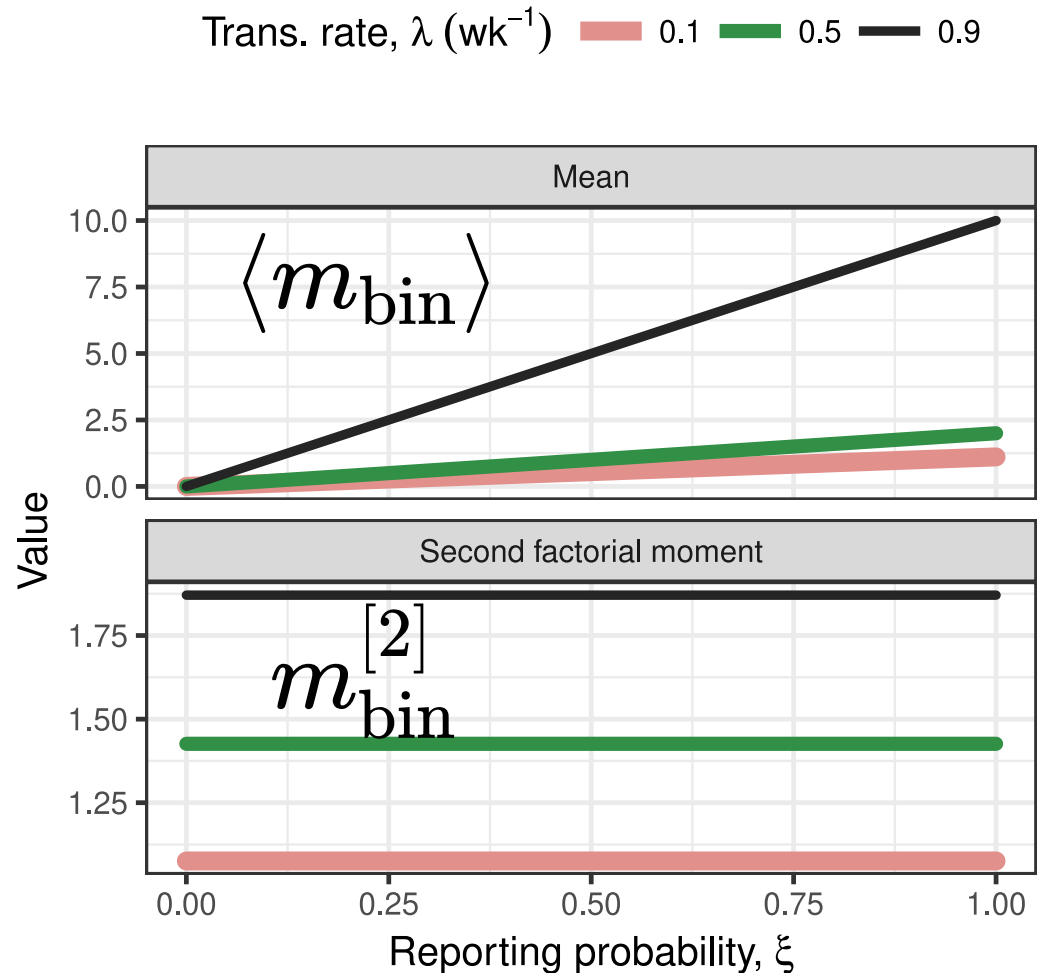 Trans. rate, λ (wk⁻¹) 0.1 0.5 0.9
Mean
10.0
7.5
5.0
2.5
0.0
⟨m_bin⟩
Value
Second factorial moment
1.75
1.50
1.25
m_bin^[2]
0.00 0.25 0.50 0.75 1.00
Reporting probability, ξ